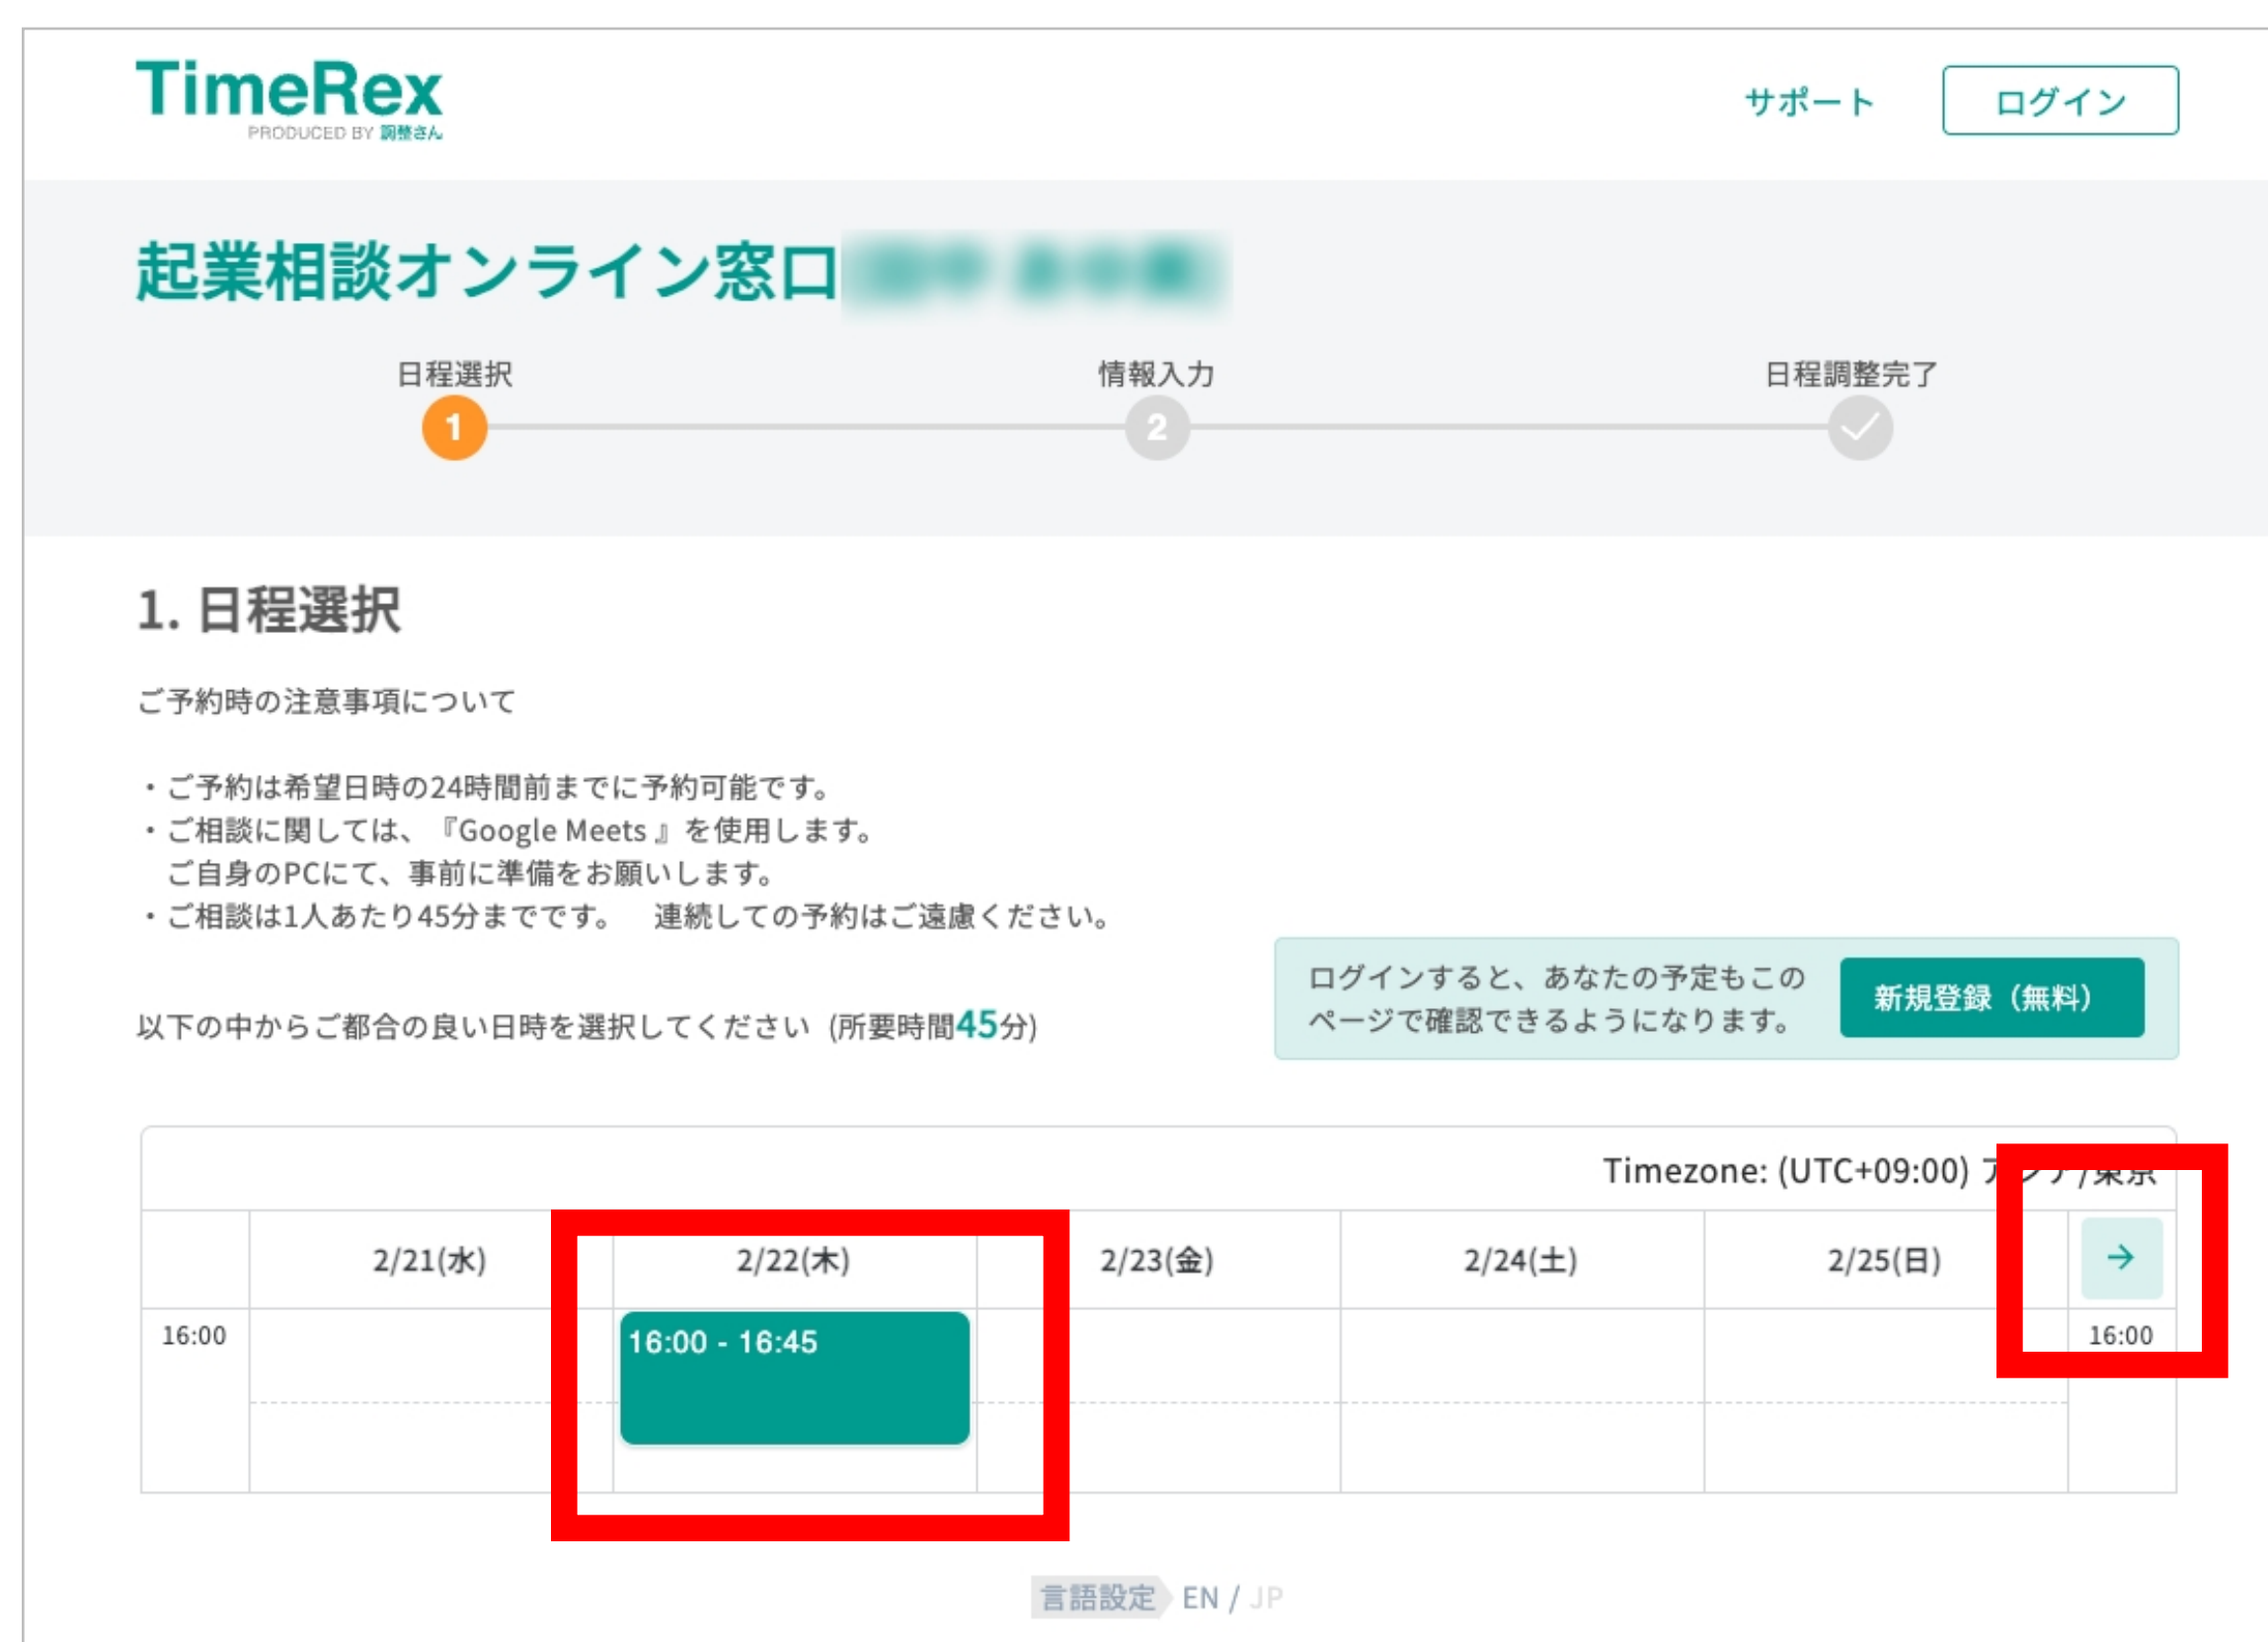 TimeRex
PRODUCED BY 調整さん
サポート
ログイン
起業相談オンライン窓口
日程選択
情報入力
日程調整完了
1
2
1. 日程選択
ご予約時の注意事項について
・ご予約は希望日時の24時間前までに予約可能です。
・ご相談に関しては、『Google Meets 』を使用します。
ご自身のPCにて、事前に準備をお願いします。
・ご相談は1人あたり45分までです。 連続しての予約はご遠慮ください。
以下の中からご都合の良い日時を選択してください (所要時間45分)
ログインすると、あなたの予定もこの
ページで確認できるようになります。
新規登録（無料）
Timezone: (UTC+09:00) アジア/東京
2/21(水)
2/22(木)
2/23(金)
2/24(土)
2/25(日)
→
16:00
16:00 - 16:45
16:00
言語設定 EN / JP